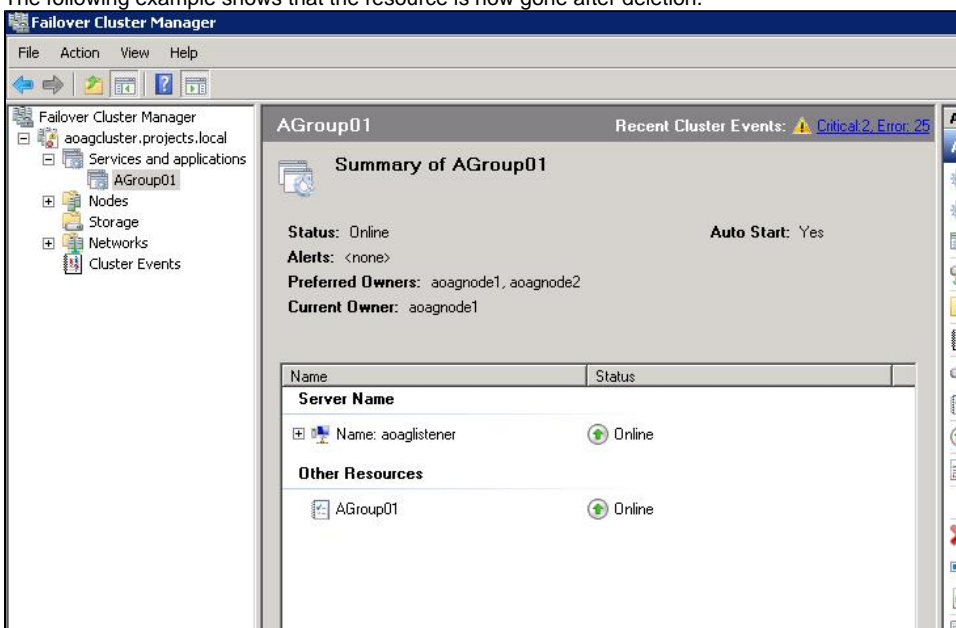 The following example shows that the resource is now gone after deletion.
Failover Cluster Manager
File Action View Help
Failover Cluster Manager
aoagcluster.projects.local
Services and applications
AGroup01
Nodes
Storage
Networks
Cluster Events
AGroup01 Recent Cluster Events: Critical:2, Error: 25
Summary of AGroup01
Status: Online Auto Start: Yes
Alerts: <none>
Preferred Owners: aoagnode1, aoagnode2
Current Owner: aoagnode1
Name Status
Server Name
Name: aoaglistener Online
Other Resources
AGroup01 Online